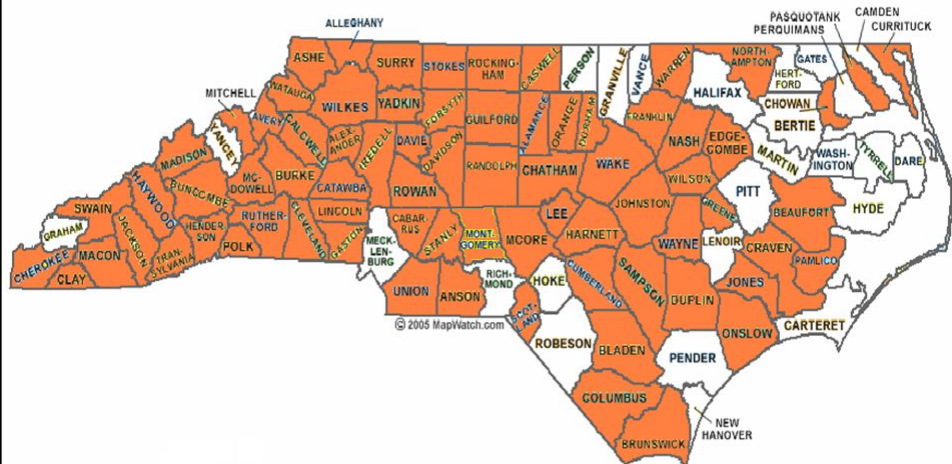 ALLEGHANY
PASQUOTANK
CAMDEN
PERQUIMANS
CURRITUCK
ASHE
SURRY
STOKES
ROCKING-
HAM
CASWELL
PERSON
GRANVILLE
VANCE
WARREN
NORTH-
AMPTON
HERT-
FORD
GATES
MITCHELL
WATAUGA
WILKES
YADKIN
FORSYTH
GUILFORD
ALAMANCE
ORANGE
DURHAM
FRANKLIN
HALIFAX
CHOWAN
BERTIE
YANCEY
AVERY
CALDWELL
ALEX-
ANDER
IREDELL
DAVIE
DAVIDSON
NASH
EDGE-
COMBE
MARTIN
WASH-
INGTON
TYRRELL
DARE
MADISON
HAYWOOD
BUNCOMBE
MC-
DOWELL
BURKE
CATAWBA
ROWAN
RANDOLPH
CHATHAM
WAKE
WILSON
PITT
HYDE
SWAIN
GRAHAM
JACKSON
HENDER-
SON
RUTHER-
FORD
CLEVELAND
LINCOLN
GASTON
MECK-
LEN-
BURG
CABAR-
RUS
STANLY
MONT-
GOMERY
MOORE
LEE
HARNETT
JOHNSTON
WAYNE
GREENE
LENOIR
BEAUFORT
CRAVEN
PAMLICO
CHEROKEE
CLAY
MACON
TRAN-
SYLVANIA
POLK
UNION
ANSON
RICH-
MOND
SCOT-
LAND
HOKE
CUMBERLAND
SAMPSON
DUPLIN
JONES
ONSLOW
CARTERET
© 2005 MapWatch.com
ROBESON
BLADEN
PENDER
COLUMBUS
BRUNSWICK
NEW
HANOVER